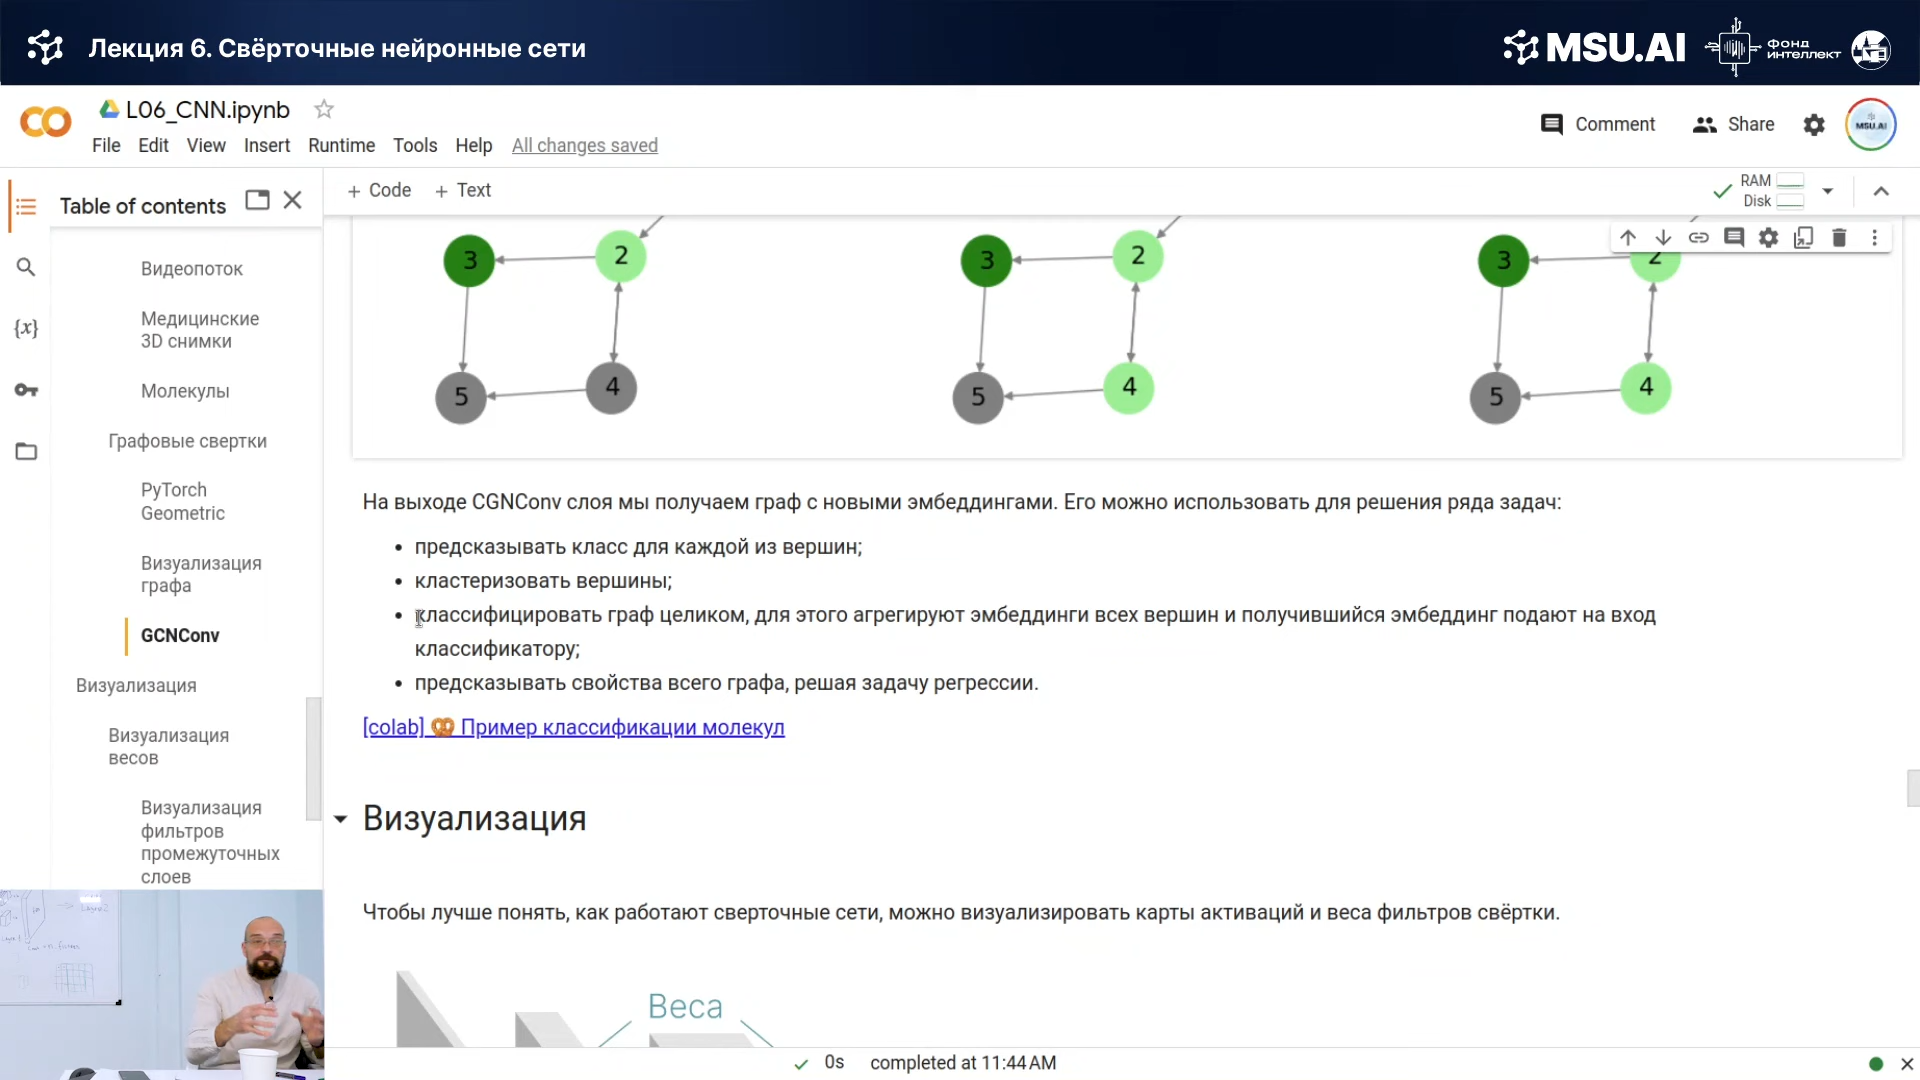 Лекция 6. Свёрточные нейронные сети
MSU.AI
ФОНД
ИНТЕЛЛЕКТ
L06_CNN.ipynb
File Edit View Insert Runtime Tools Help All changes saved
Comment
Share
MSU.AI
Table of contents
+ Code + Text
RAM
Disk
{x}
Видеопоток
Медицинские
3D снимки
Молекулы
Графовые свертки
PyTorch
Geometric
Визуализация
графа
GCNConv
Визуализация
Визуализация
весов
Визуализация
фильтров
промежуточных
слоев
3 2 3 2 3 2
5 4 5 4 5 4
На выходе CGNConv слоя мы получаем граф с новыми эмбеддингами. Его можно использовать для решения ряда задач:
• предсказывать класс для каждой из вершин;
• кластеризовать вершины;
• классифицировать граф целиком, для этого агрегируют эмбеддинги всех вершин и получившийся эмбеддинг подают на вход
классификатору;
• предсказывать свойства всего графа, решая задачу регрессии.
[colab] 🥨 Пример классификации молекул
Визуализация
Чтобы лучше понять, как работают сверточные сети, можно визуализировать карты активаций и веса фильтров свёртки.
Веса
0s completed at 11:44 AM